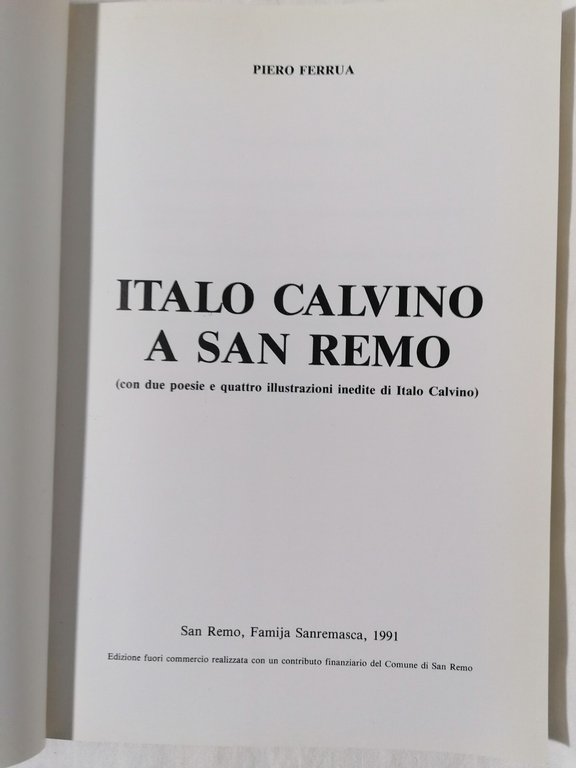 PIERO FERRUA
ITALO CALVINO
A SAN REMO
(con due poesie e quattro illustrazioni inedite di Italo Calvino)
San Remo, Famija Sanremasca, 1991
Edizione fuori commercio realizzata con un contributo finanziario del Comune di San Remo